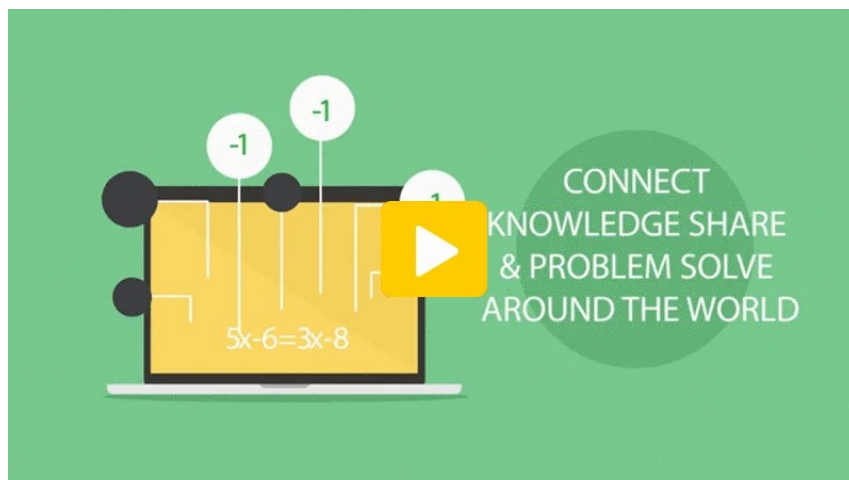 -1
-1
5x-6=3x-8
CONNECT
KNOWLEDGE SHARE
& PROBLEM SOLVE
AROUND THE WORLD